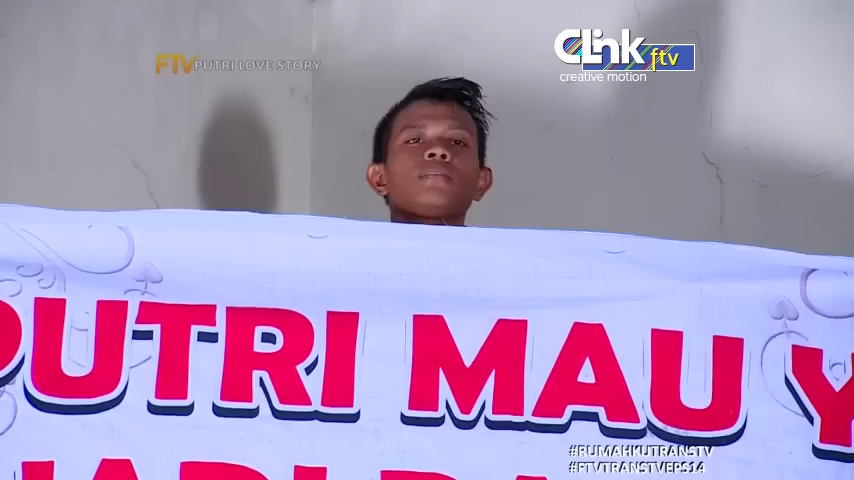 CLink
ftv
creative motion
FTV PUTRI LOVE STORY
PUTRI MAU Y
#RUMAHKUTRANSTV
#FTVTRANSTVEPS14